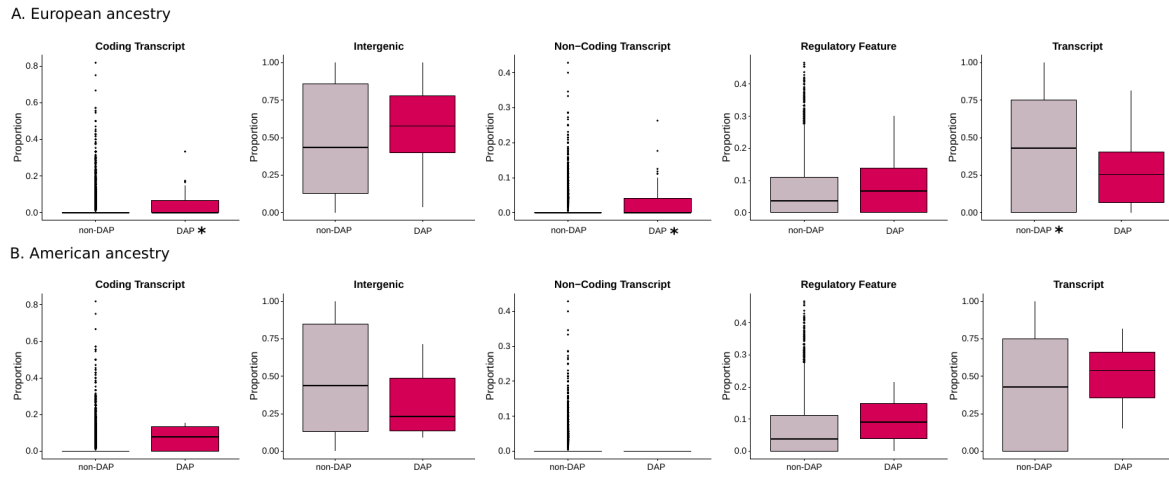 A. European ancestry
Coding Transcript
Proportion
0.8
0.6
0.4
0.2
0.0
non-DAP
DAP *
Intergenic
Proportion
1.00
0.75
0.50
0.25
0.00
non-DAP
DAP
Non−Coding Transcript
Proportion
0.4
0.3
0.2
0.1
0.0
non-DAP
DAP *
Regulatory Feature
Proportion
0.4
0.3
0.2
0.1
0.0
non-DAP
DAP
Transcript
Proportion
1.00
0.75
0.50
0.25
0.00
non-DAP *
DAP
B. American ancestry
Coding Transcript
Proportion
0.8
0.6
0.4
0.2
0.00
non-DAP
DAP
Intergenic
Proportion
1.00
0.75
0.50
0.25
0.00
non-DAP
DAP
Non−Coding Transcript
Proportion
0.4
0.3
0.2
0.1
0.00
non-DAP
DAP
Regulatory Feature
Proportion
0.4
0.3
0.2
0.1
0.00
non-DAP
DAP
Transcript
Proportion
1.00
0.75
0.50
0.25
0.00
non-DAP
DAP